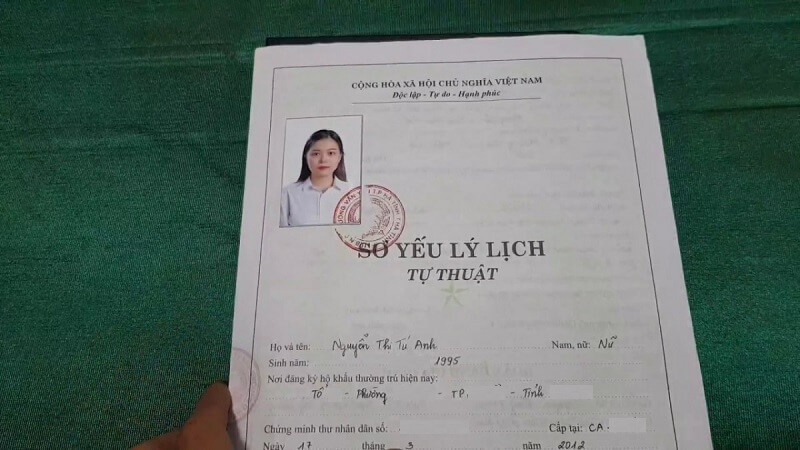 CỘNG HÒA XÃ HỘI CHỦ NGHĨA VIỆT NAM
Độc lập - Tự do - Hạnh phúc
SƠ YẾU LÝ LỊCH
TỰ THUẬT
Họ và tên: Nguyễn Thị Tú Anh Nam, nữ: Nữ
Sinh năm: 1995
Nơi đăng ký hộ khẩu thường trú hiện nay:
Tổ - Phường - TP. - Tỉnh
Chứng minh thư nhân dân số: Cấp tại: CA.
Ngày 17 tháng 3 năm 2012